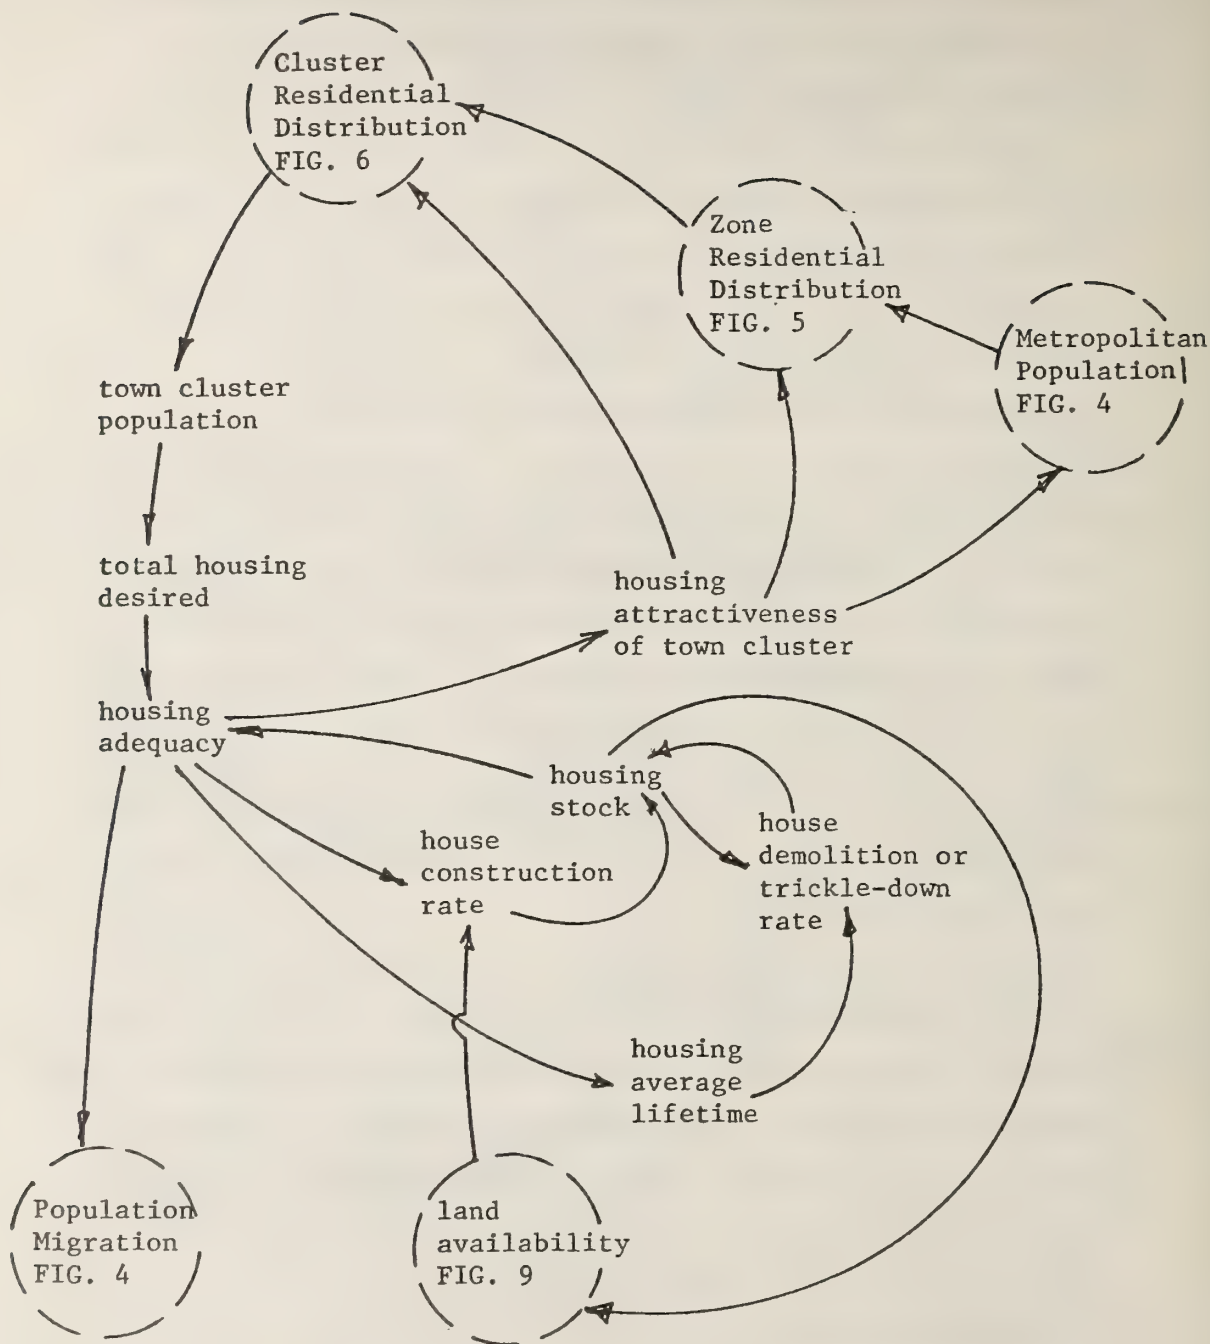 Cluster
Residential
Distribution
FIG. 6
Zone
Residential
Distribution
FIG. 5
Metropolitan
Population
FIG. 4
town cluster
population
total housing
desired
housing
attractiveness
of town cluster
housing
adequacy
housing
stock
house
construction
rate
house
demolition or
trickle-down
rate
housing
average
lifetime
Population
Migration
FIG. 4
land
availability
FIG. 9